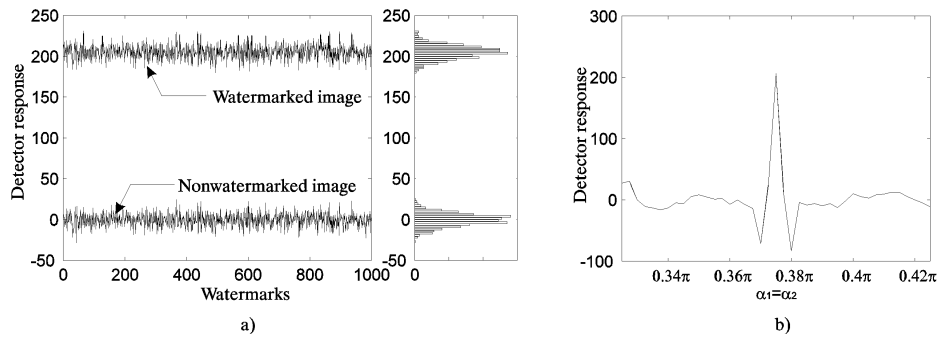 250
200
150
100
50
0
-50
Detector response
Watermarked image
Nonwatermarked image
0 200 400 600 800 1000
Watermarks
250
200
150
100
50
0
-50
0
a)
300
200
100
0
-100
Detector response
0.34π 0.36π 0.38π 0.4π 0.42π
α1=α2
b)